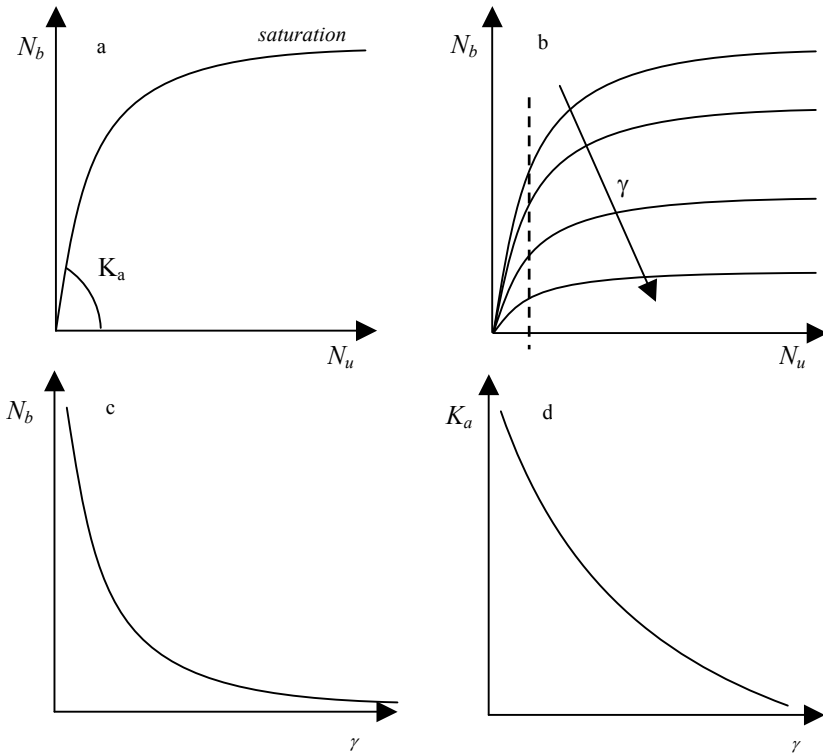 N_b a saturation
K_a
N_u
N_b b
γ
N_u
N_b c
γ
K_a d
γ